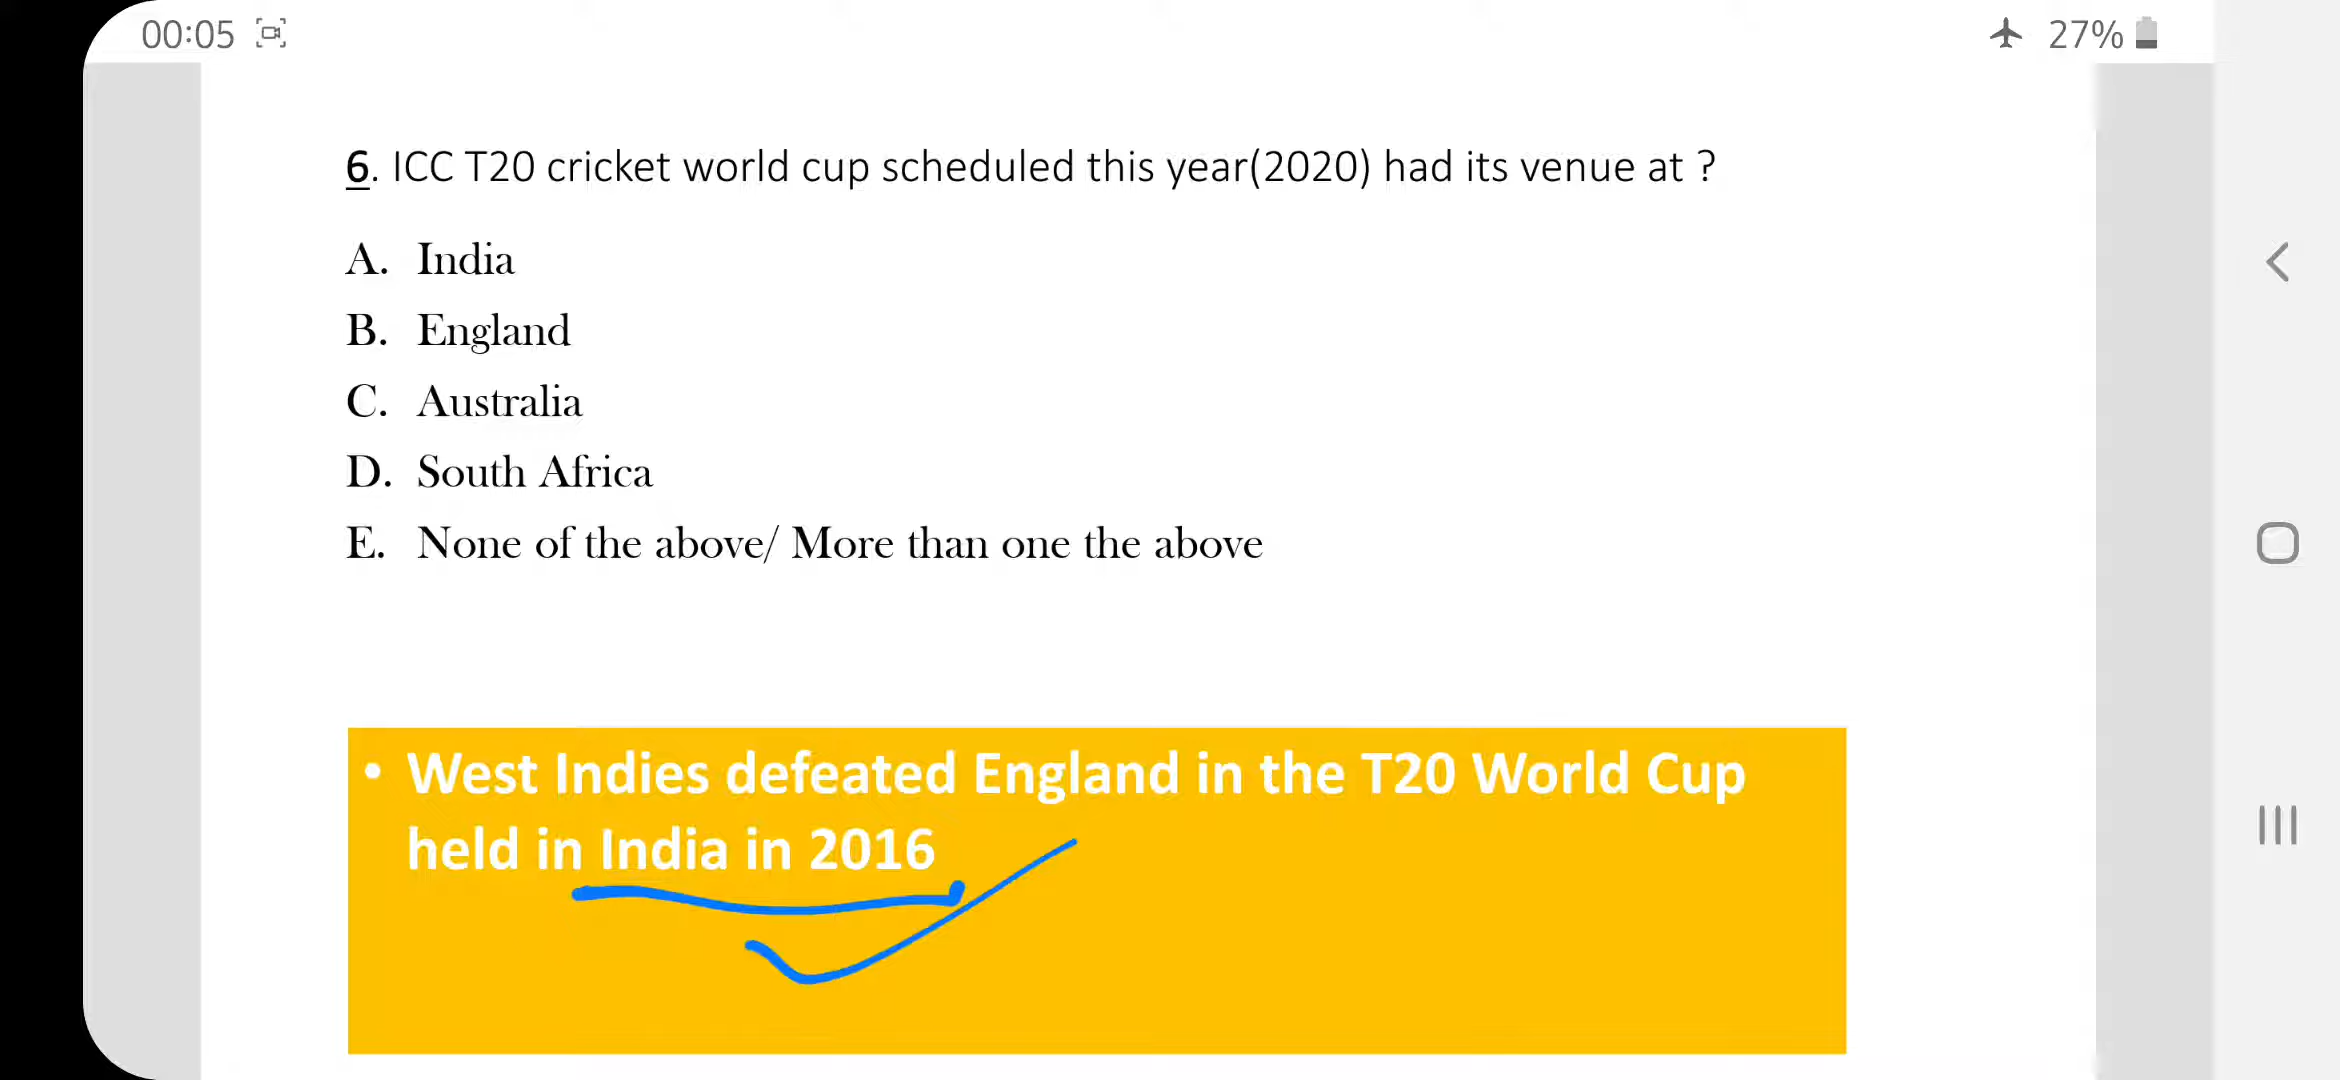 00:05
27%
6. ICC T20 cricket world cup scheduled this year(2020) had its venue at ?
A. India
B. England
C. Australia
D. South Africa
E. None of the above/ More than one the above
• West Indies defeated England in the T20 World Cup
held in India in 2016